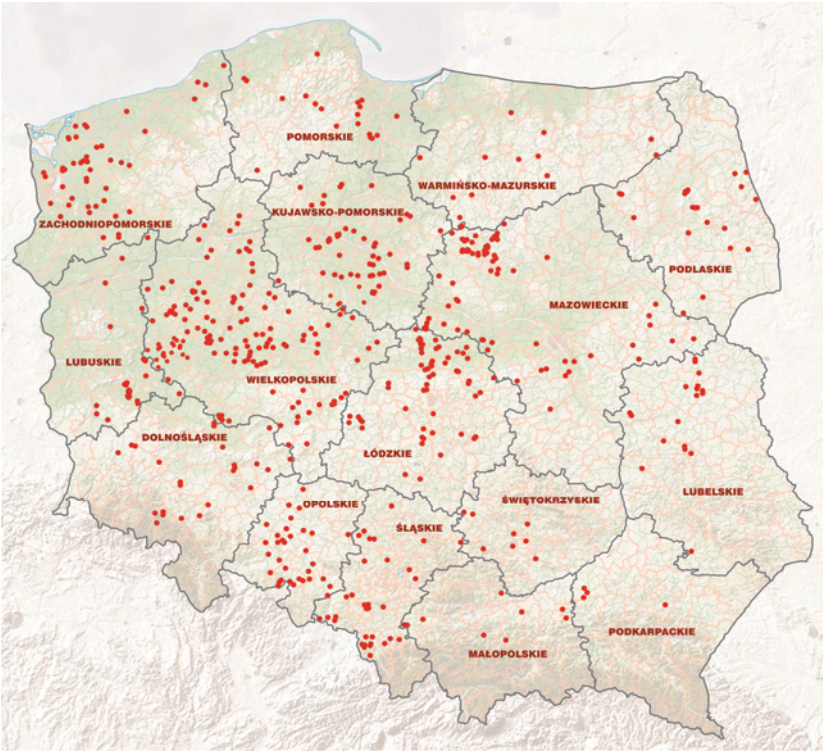 POMORSKIE
WARMIŃSKO-MAZURSKIE
KUJAWSKO-POMORSKIE
ZACHODNIOPOMORSKIE
PODLASKIE
MAZOWIECKIE
LUBUSKIE
WIELKOPOLSKIE
DOLNOŚLĄSKIE
ŁÓDZKIE
LUBELSKIE
OPOLSKIE
ŚWIĘTOKRZYSKIE
ŚLĄSKIE
PODKARPACKIE
MAŁOPOLSKIE